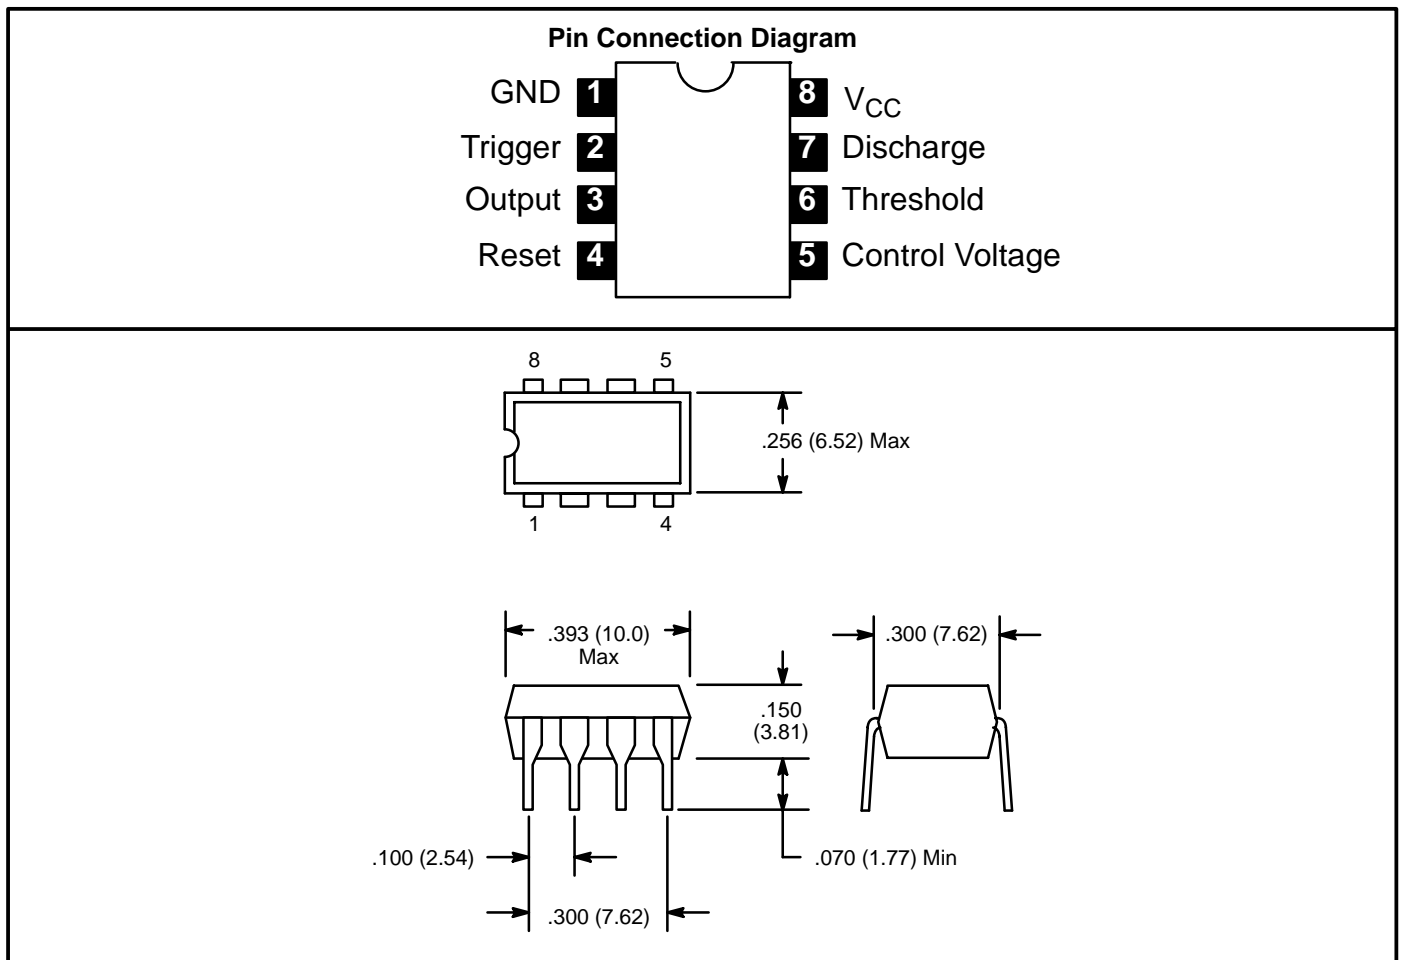 Pin Connection Diagram
GND 1 8 VCC
Trigger 2 7 Discharge
Output 3 6 Threshold
Reset 4 5 Control Voltage
8 5
.256 (6.52) Max
1 4
.393 (10.0)
Max
.300 (7.62)
.150
(3.81)
.100 (2.54)
.070 (1.77) Min
.300 (7.62)